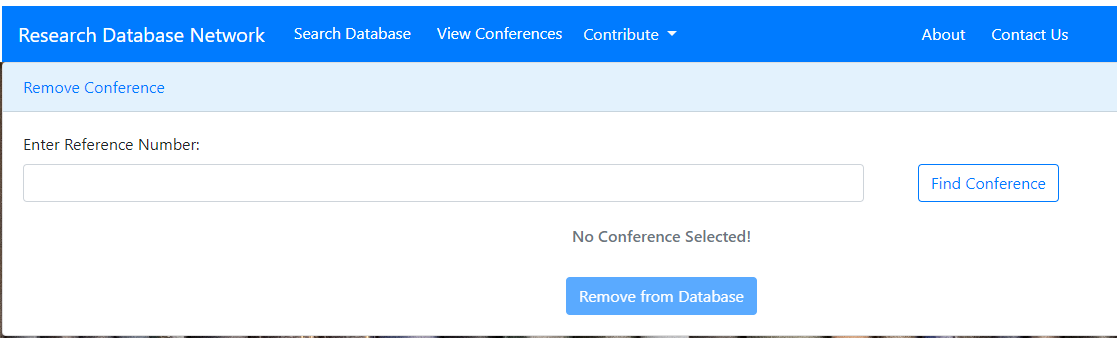 Research Database Network Search Database View Conferences Contribute About Contact Us
Remove Conference
Enter Reference Number:
Find Conference
No Conference Selected!
Remove from Database